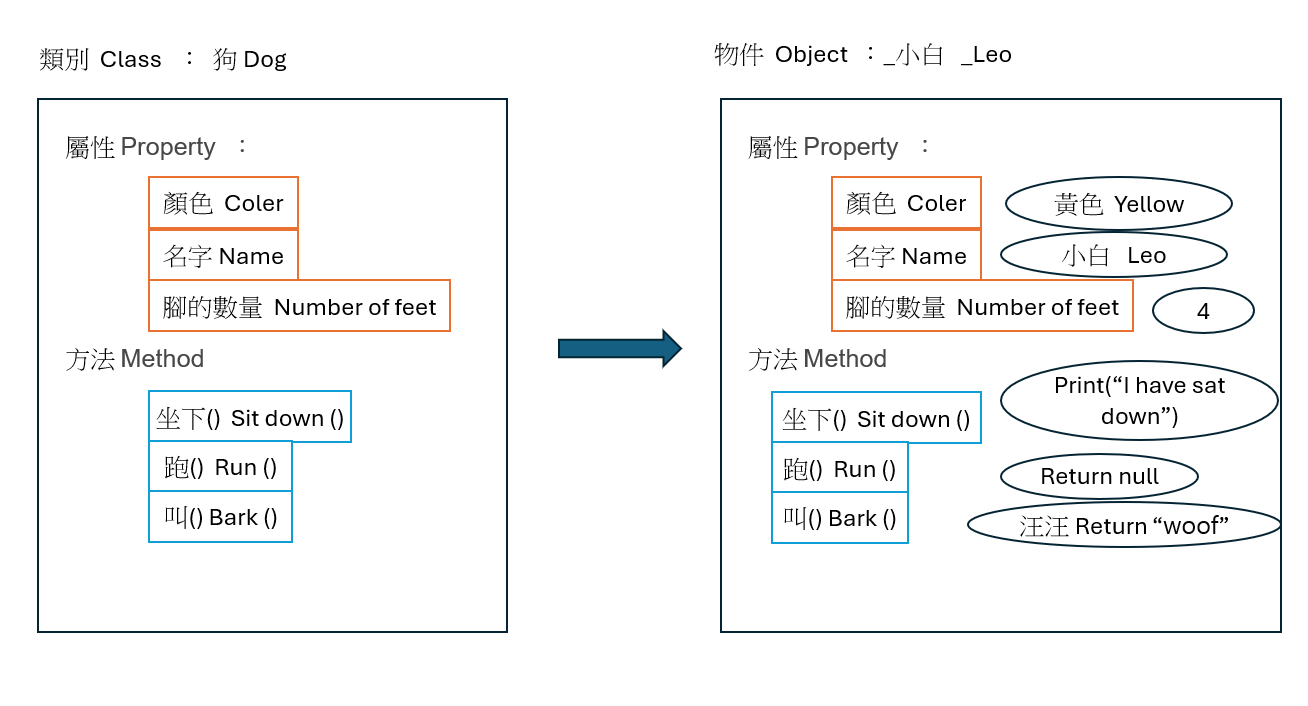 類別 Class ： 狗 Dog
屬性 Property ：
顏色 Coler
名字 Name
腳的數量 Number of feet
方法 Method
坐下() Sit down ()
跑() Run ()
叫() Bark ()
物件 Object ：_小白 _Leo
屬性 Property ：
顏色 Coler
黃色 Yellow
名字 Name
小白 Leo
腳的數量 Number of feet
4
方法 Method
坐下() Sit down ()
Print(“I have sat
down”)
跑() Run ()
Return null
叫() Bark ()
汪汪 Return “woof”